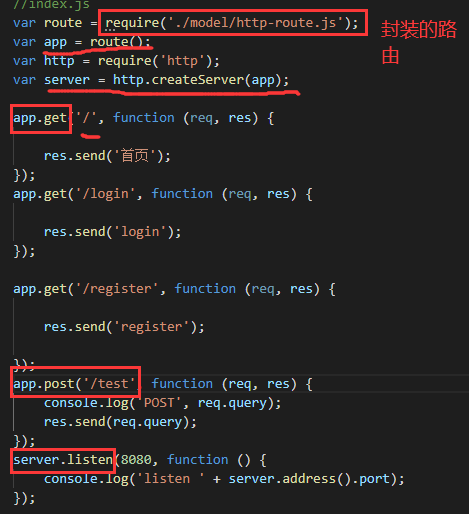 //index.js
var route = require('./model/http-route.js');
var app = route();
var http = require('http');
var server = http.createServer(app);
封装的路由
app.get('/', function (req, res) {
res.send('首页');
});
app.get('/login', function (req, res) {
res.send('login');
});
app.get('/register', function (req, res) {
res.send('register');
});
app.post('/test', function (req, res) {
console.log('POST', req.query);
res.send(req.query);
});
server.listen(8080, function () {
console.log('listen ' + server.address().port);
});